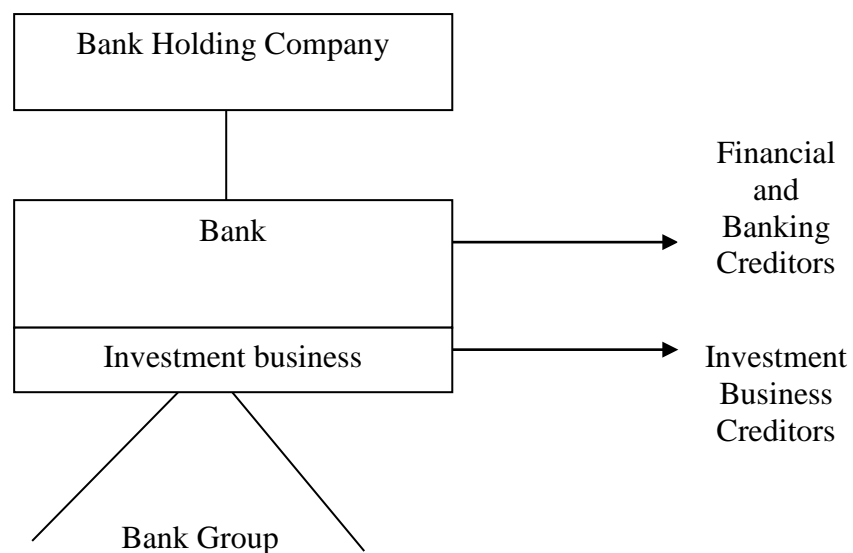 Bank Holding Company
Bank
Financial
and
Banking
Creditors
Investment business
Investment
Business
Creditors
Bank Group